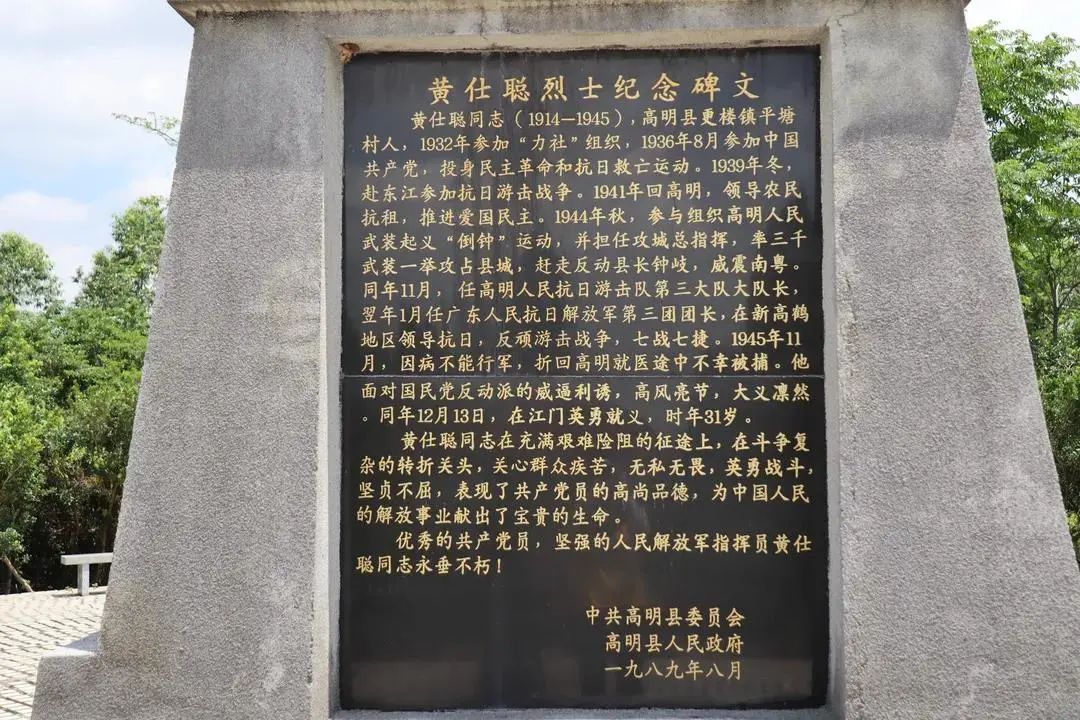 黄仕聪烈士纪念碑文
黄仕聪同志（1914—1945），高明县更楼镇平塘
村人，1932年参加“力社”组织，1936年8月参加中国
共产党，投身民主革命和抗日救亡运动。1939年冬，
赴东江参加抗日游击战争。1941年回高明，领导农民
抗租，推进爱国民主。1944年秋，参与组织高明人民
武装起义“倒钟”运动，并担任攻城总指挥，率三千
武装一举攻占县城，赶走反动县长钟岐，威震南粤。
同年11月，任高明人民抗日游击队第三大队大队长，
翌年1月任广东人民抗日解放军第三团团长，在新高鹤
地区领导抗日，反顽游击战争，七战七捷。1945年11
月，因病不能行军，折回高明就医途中不幸被捕。他
面对国民党反动派的威逼利诱，高风亮节，大义凛然
。同年12月13日，在江门英勇就义，时年31岁。
黄仕聪同志在充满艰难险阻的征途上，在斗争复
杂的转折关头，关心群众疾苦，无私无畏，英勇战斗，
坚贞不屈，表现了共产党员的高尚品德，为中国人民
的解放事业献出了宝贵的生命。
优秀的共产党员，坚强的人民解放军指挥员黄仕
聪同志永垂不朽！
中共高明县委员会
高明县人民政府
一九八九年八月